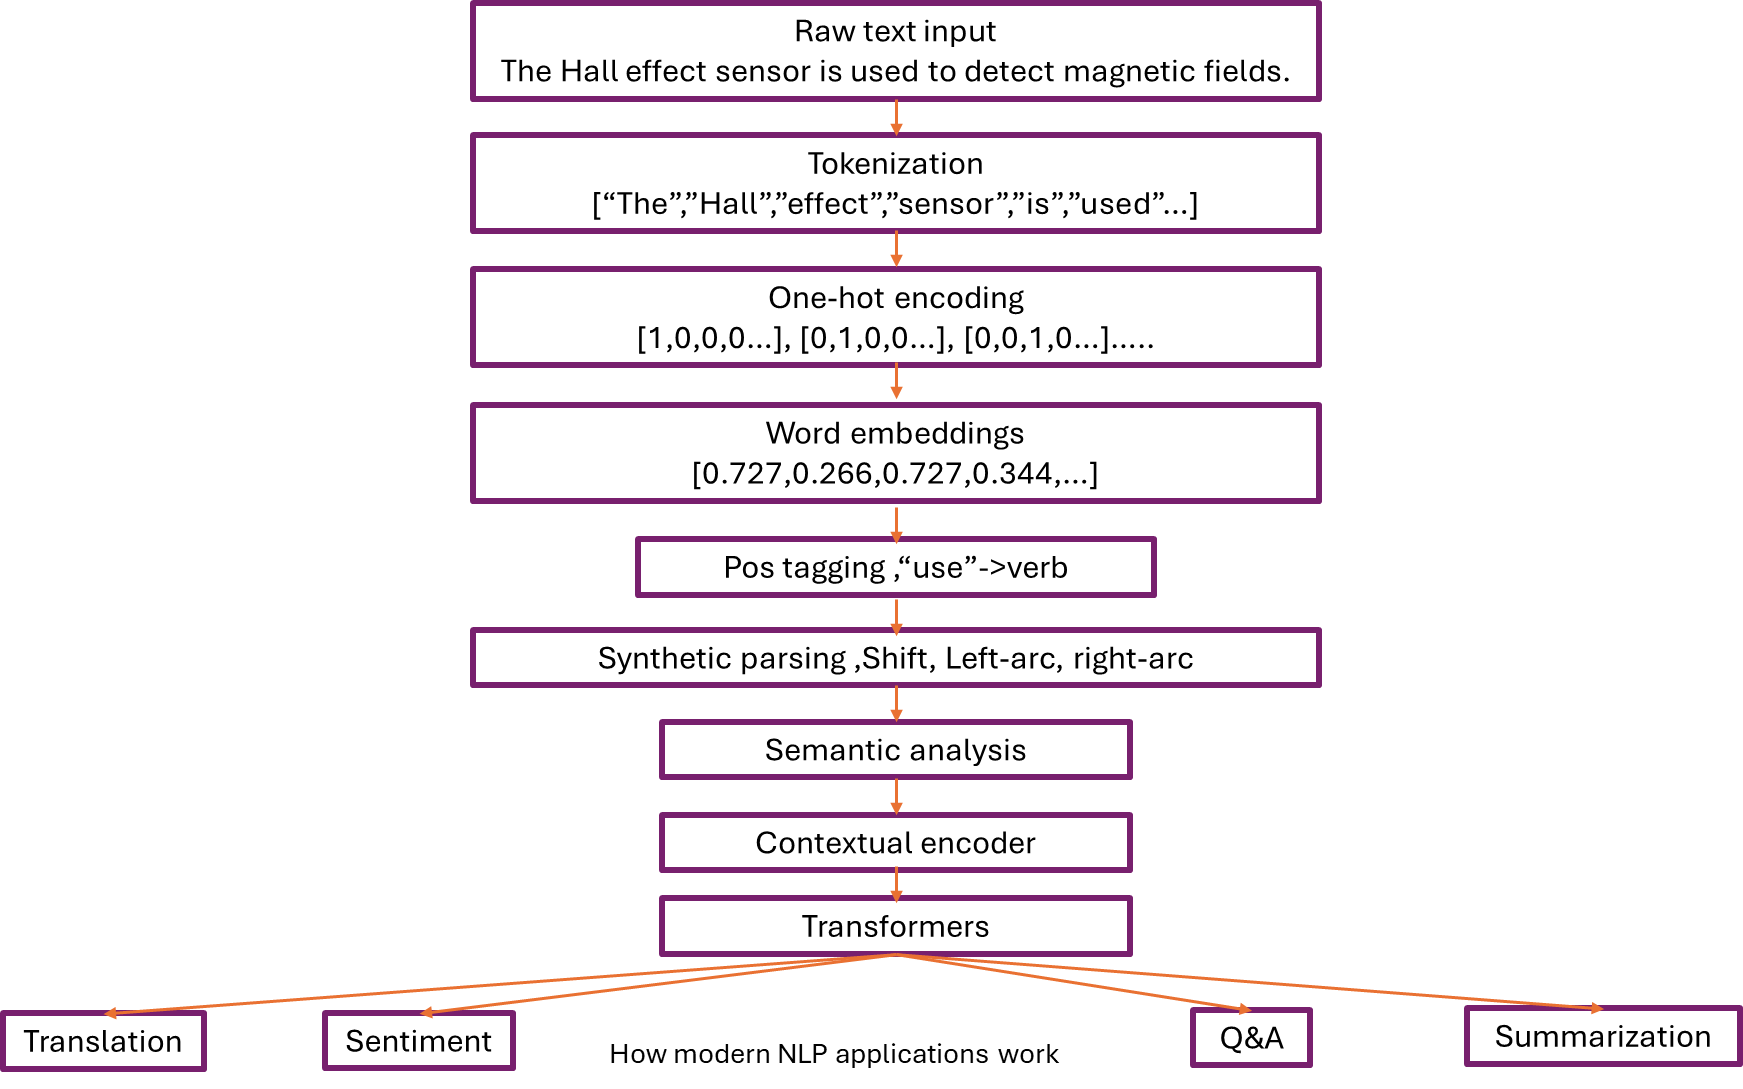 Raw text input
The Hall effect sensor is used to detect magnetic fields.
Tokenization
[“The”,”Hall”,”effect”,”sensor”,”is”,”used”...]
One-hot encoding
[1,0,0,0...], [0,1,0,0...], [0,0,1,0...].....
Word embeddings
[0.727,0.266,0.727,0.344,...]
Pos tagging ,“use”->verb
Synthetic parsing ,Shift, Left-arc, right-arc
Semantic analysis
Contextual encoder
Transformers
Translation
Sentiment
Q&A
Summarization
How modern NLP applications work